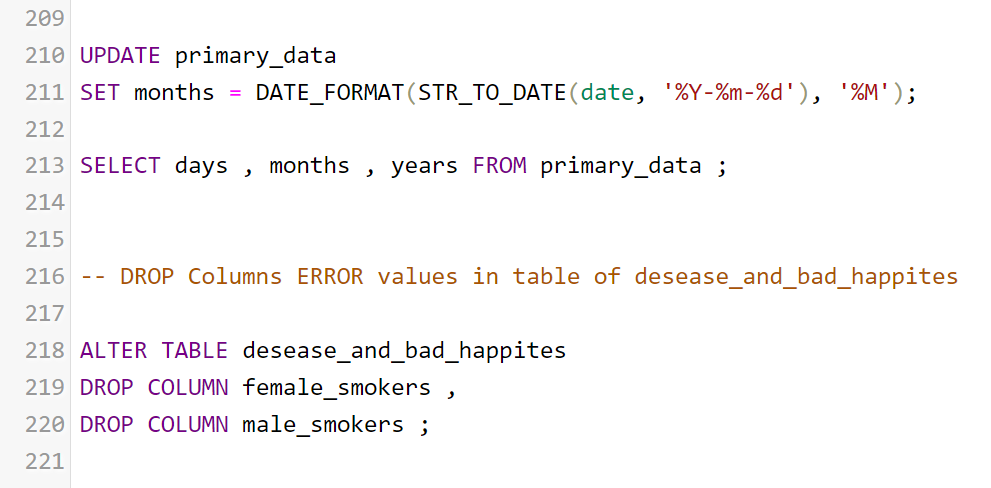 209
210 UPDATE primary_data
211 SET months = DATE_FORMAT(STR_TO_DATE(date, '%Y-%m-%d'), '%M');
212
213 SELECT days , months , years FROM primary_data ;
214
215
216 -- DROP Columns ERROR values in table of desease_and_bad_happites
217
218 ALTER TABLE desease_and_bad_happites
219 DROP COLUMN female_smokers ,
220 DROP COLUMN male_smokers ;
221